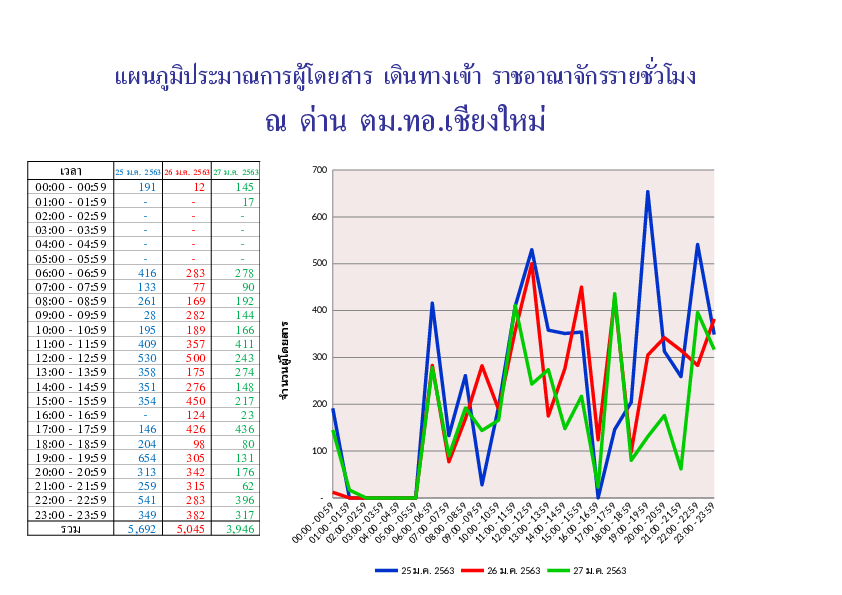 แผนภูมิประมาณการผู้โดยสาร เดินทางเข้า ราชอาณาจักรรายชั่วโมง
ณ ด่าน ตม.ทอ.เชียงใหม่
เวลา 25 ม.ค. 2563 26 ม.ค. 2563 27 ม.ค. 2563
00:00 - 00:59 191 12 145
01:00 - 01:59 - - 17
02:00 - 02:59 - - -
03:00 - 03:59 - - -
04:00 - 04:59 - - -
05:00 - 05:59 - - -
06:00 - 06:59 416 283 278
07:00 - 07:59 133 77 90
08:00 - 08:59 261 169 192
09:00 - 09:59 28 282 144
10:00 - 10:59 195 189 166
11:00 - 11:59 409 357 411
12:00 - 12:59 530 500 243
13:00 - 13:59 358 175 274
14:00 - 14:59 351 276 148
15:00 - 15:59 354 450 217
16:00 - 16:59 - 124 23
17:00 - 17:59 146 426 436
18:00 - 18:59 204 98 80
19:00 - 19:59 654 305 131
20:00 - 20:59 313 342 176
21:00 - 21:59 259 315 62
22:00 - 22:59 541 283 396
23:00 - 23:59 349 382 317
รวม 5,692 5,045 3,946
จำนวนผู้โดยสาร
700
600
500
400
300
200
100
-
00:00 - 00:59
01:00 - 01:59
02:00 - 02:59
03:00 - 03:59
04:00 - 04:59
05:00 - 05:59
06:00 - 06:59
07:00 - 07:59
08:00 - 08:59
09:00 - 09:59
10:00 - 10:59
11:00 - 11:59
12:00 - 12:59
13:00 - 13:59
14:00 - 14:59
15:00 - 15:59
16:00 - 16:59
17:00 - 17:59
18:00 - 18:59
19:00 - 19:59
20:00 - 20:59
21:00 - 21:59
22:00 - 22:59
23:00 - 23:59
25 ม.ค. 2563 26 ม.ค. 2563 27 ม.ค. 2563